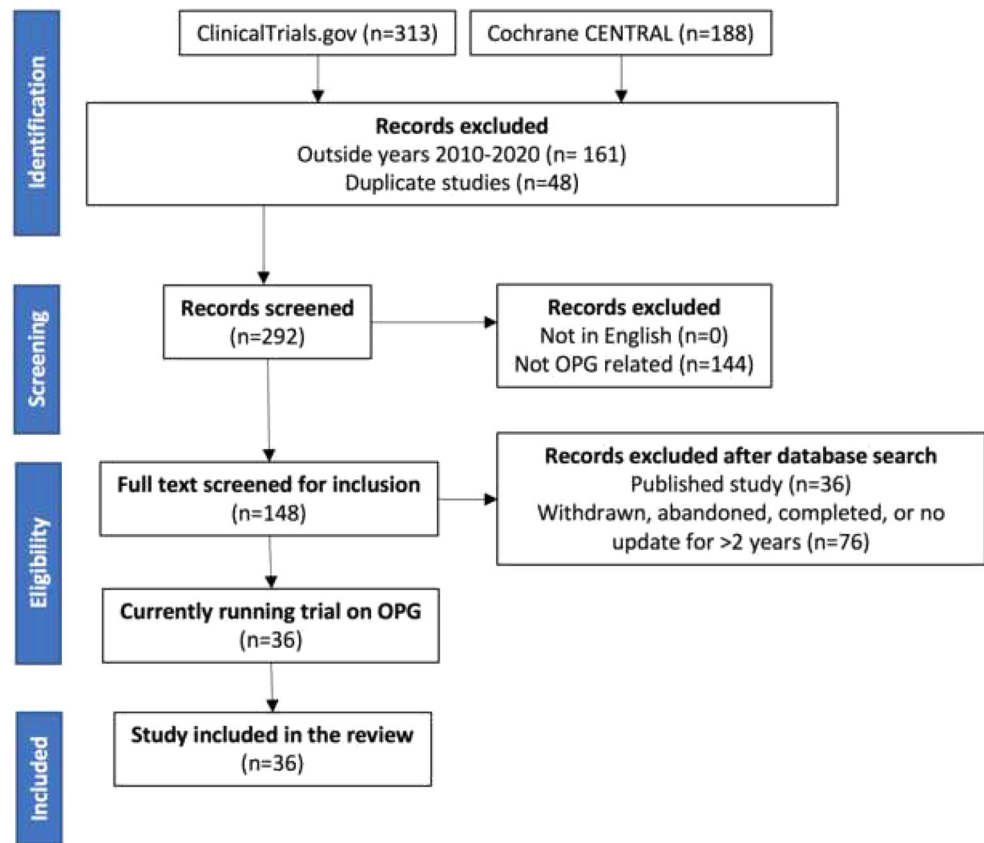 Identification
ClinicalTrials.gov (n=313)
Cochrane CENTRAL (n=188)
Records excluded
Outside years 2010-2020 (n= 161)
Duplicate studies (n=48)
Screening
Records screened
(n=292)
Records excluded
Not in English (n=0)
Not OPG related (n=144)
Eligibility
Full text screened for inclusion
(n=148)
Records excluded after database search
Published study (n=36)
Withdrawn, abandoned, completed, or no
update for >2 years (n=76)
Currently running trial on OPG
(n=36)
Included
Study included in the review
(n=36)